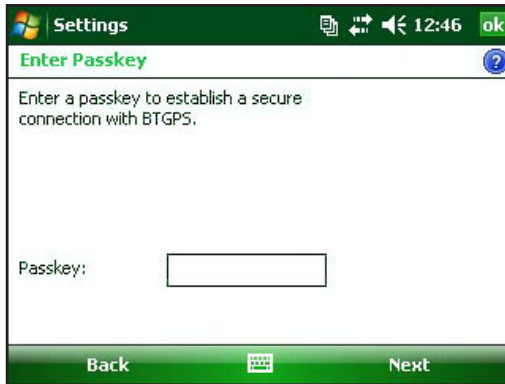 Settings 12:46 ok
Enter Passkey ?
Enter a passkey to establish a secure
connection with BTGPS.
Passkey:
Back Next